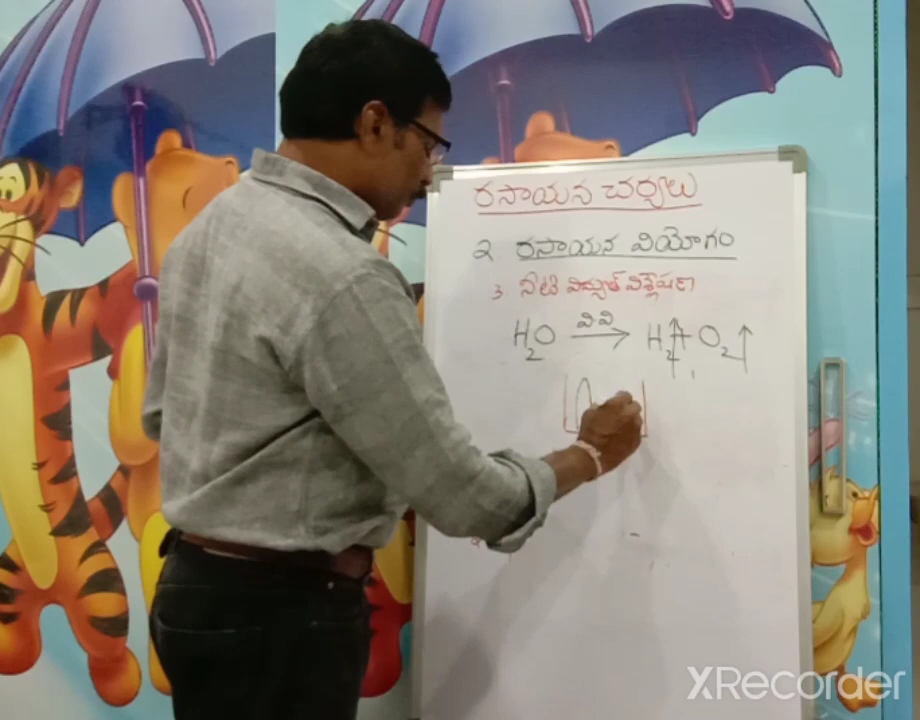 రసాయన చర్యలు
2 రసాయన వియోగం
3 నీటి విద్యుత్ విశ్లేషణ
H₂O వి.వి → H₂↑ + O₂↑
XRecorder